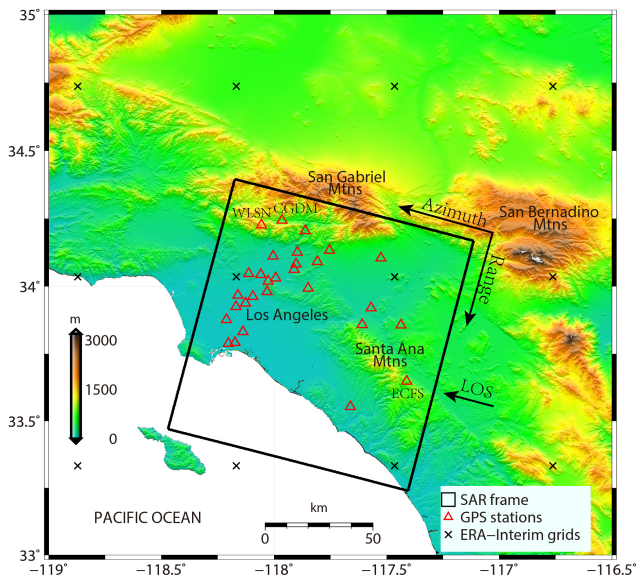 35°
34.5°
34°
33.5°
33°
−119°
−118.5°
−118°
−117.5°
−117°
−116.5°
San Gabriel
Mtns
WLSN
CGDM
Azimuth
San Bernadino
Mtns
Range
Los Angeles
Santa Ana
Mtns
ECFS
LOS
m
3000
1500
0
PACIFIC OCEAN
km
0
50
SAR frame
GPS stations
ERA−Interim grids